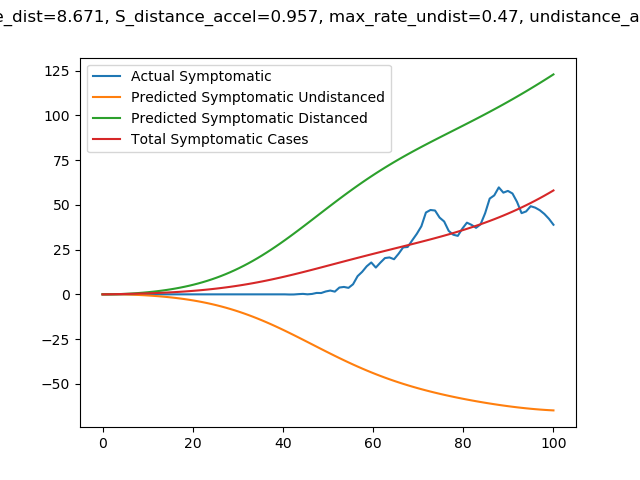 e_dist=8.671, S_distance_accel=0.957, max_rate_undist=0.47, undistance_a
Actual Symptomatic
Predicted Symptomatic Undistanced
Predicted Symptomatic Distanced
Total Symptomatic Cases
125
100
75
50
25
0
−25
−50
0 20 40 60 80 100